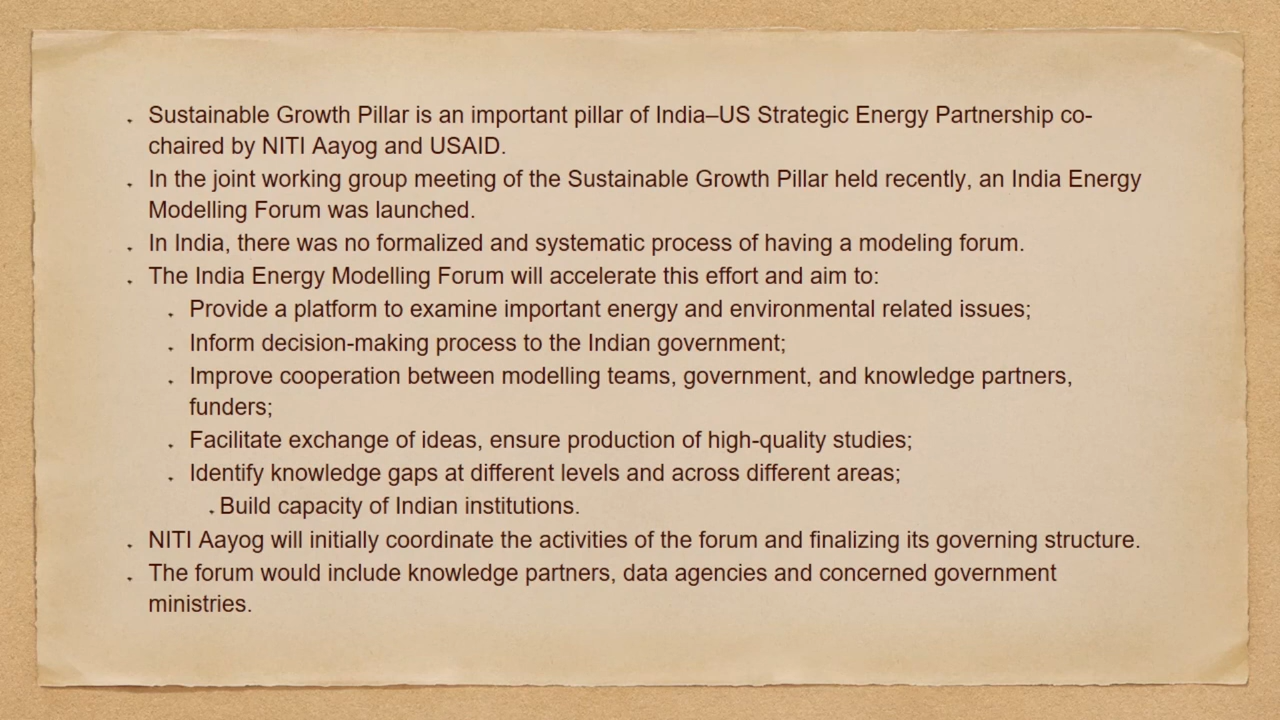 Sustainable Growth Pillar is an important pillar of India–US Strategic Energy Partnership co-
chaired by NITI Aayog and USAID.
In the joint working group meeting of the Sustainable Growth Pillar held recently, an India Energy
Modelling Forum was launched.
In India, there was no formalized and systematic process of having a modeling forum.
The India Energy Modelling Forum will accelerate this effort and aim to:
Provide a platform to examine important energy and environmental related issues;
Inform decision-making process to the Indian government;
Improve cooperation between modelling teams, government, and knowledge partners,
funders;
Facilitate exchange of ideas, ensure production of high-quality studies;
Identify knowledge gaps at different levels and across different areas;
Build capacity of Indian institutions.
NITI Aayog will initially coordinate the activities of the forum and finalizing its governing structure.
The forum would include knowledge partners, data agencies and concerned government
ministries.